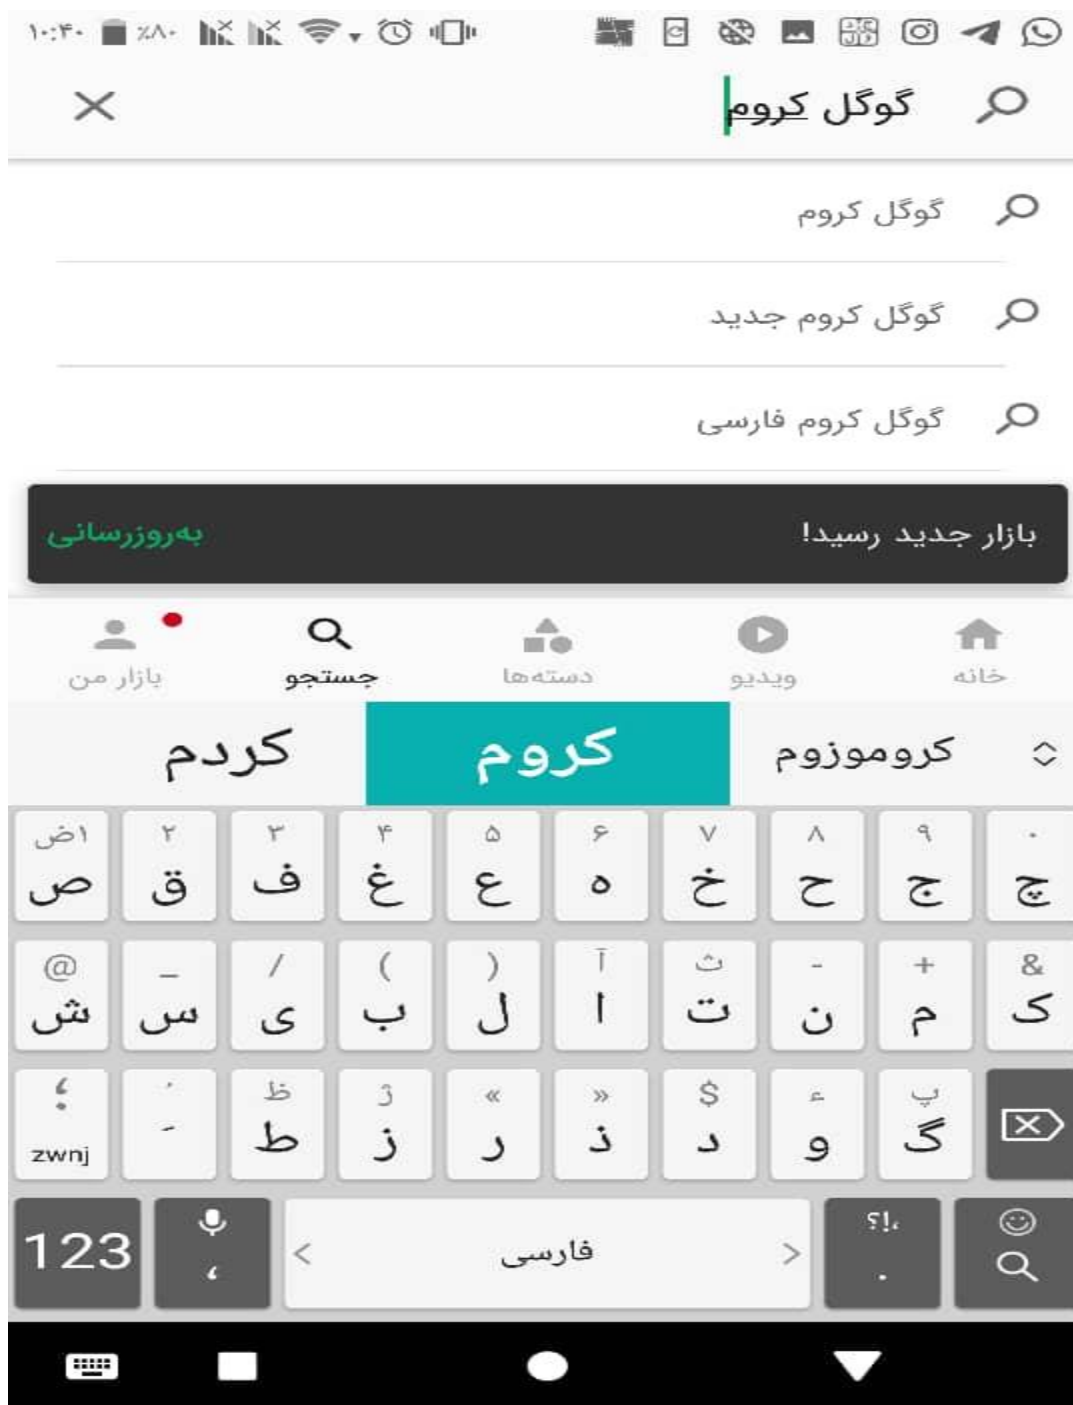 ۱۰:۴۰ ٪۸۰
گوگل کروم
گوگل کروم
گوگل کروم جدید
گوگل کروم فارسی
بازار جدید رسید! به‌روزرسانی
خانه ویدیو دسته‌ها جستجو بازار من
کروموزوم کروم کردم
۱ض ۲ ۳ ۴ ۵ ۶ ۷ ۸ ۹ ۰
ص ق ف غ ع ه خ ح ج چ
@ _ / ( ) آ ث - + &
ش س ی ب ل ا ت ن م ک
؛ ُ ظ ژ « » $ ء پ
zwnj َ ط ز ر ذ د و گ
123 ، < فارسی > ،!؟ .